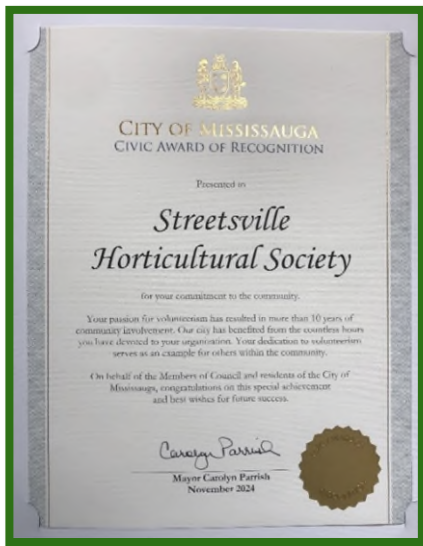 CITY OF MISSISSAUGA
CIVIC AWARD OF RECOGNITION
Presented to
Streetsville
Horticultural Society
for your commitment to the community.
Your passion for volunteerism has resulted in more than 10 years of
community involvement. Our city has benefited from the countless hours
you have devoted to your organization. Your dedication to volunteerism
serves as an example for others within the community.
On behalf of the Members of Council and residents of the City of
Mississauga, congratulations on this special achievement
and best wishes for future success.
Carolyn Parrish
Mayor Carolyn Parrish
November 2024